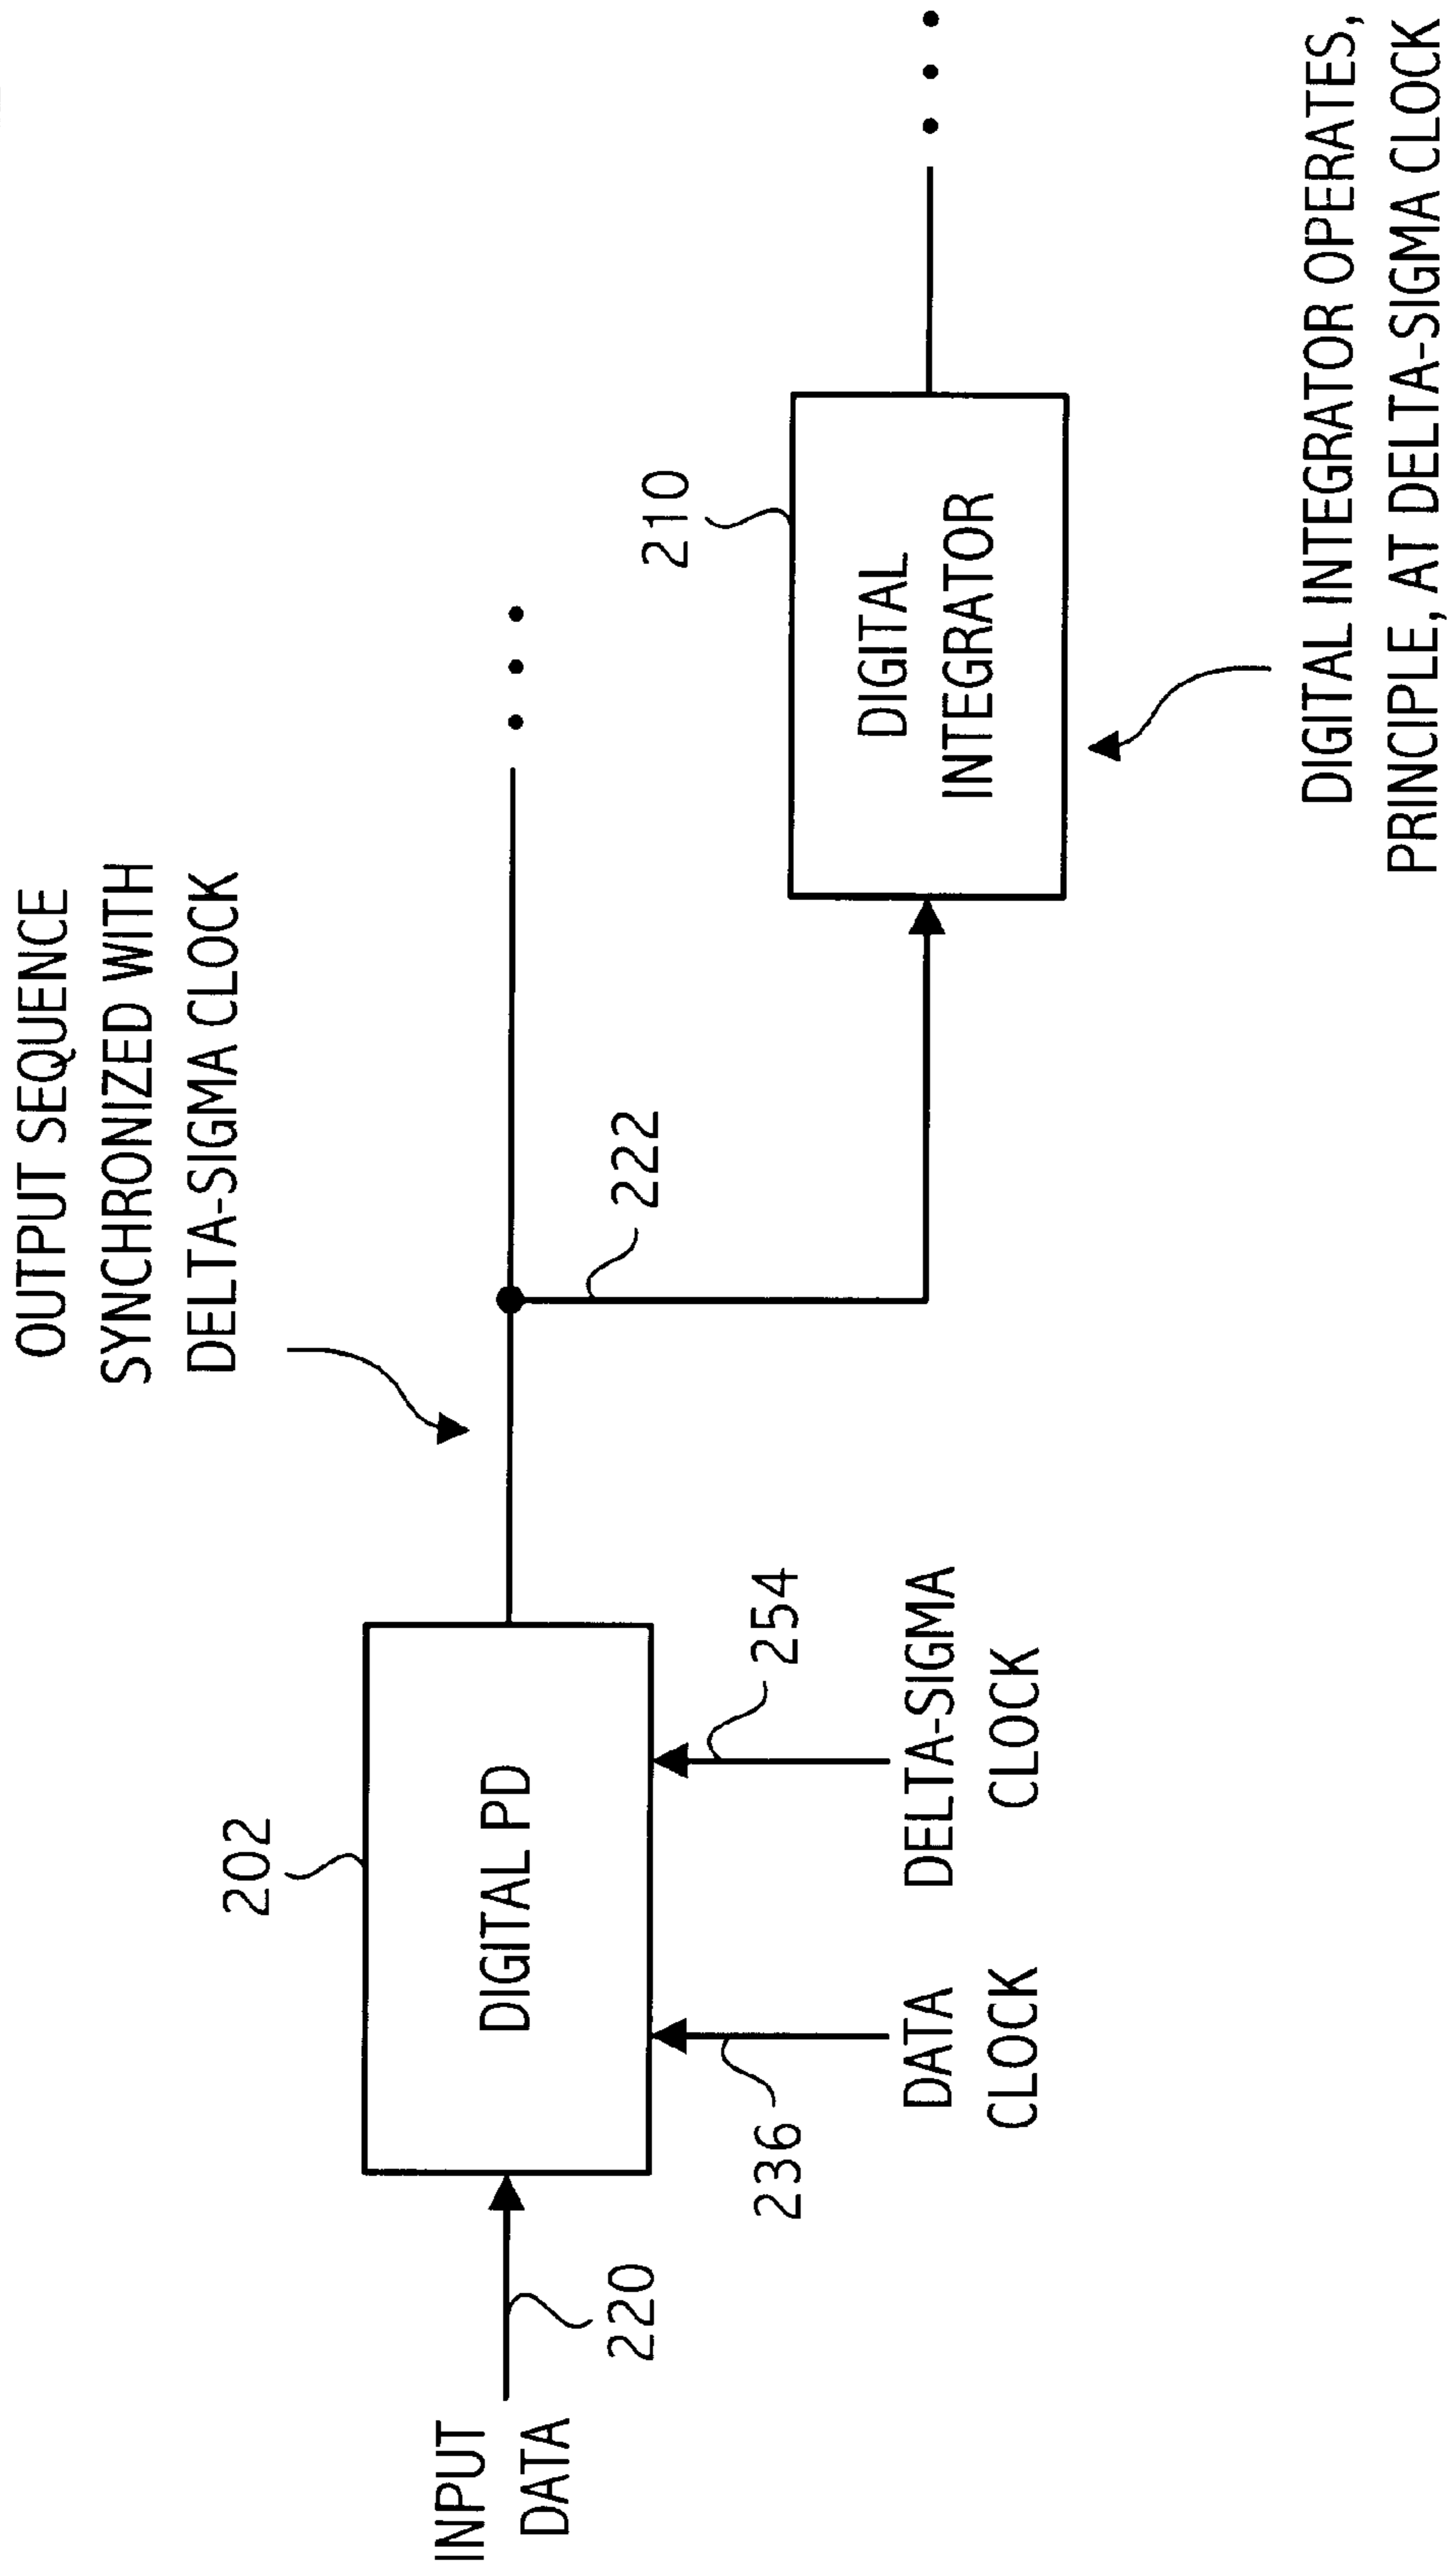 OUTPUT SEQUENCE
SYNCHRONIZED WITH
DELTA-SIGMA CLOCK
202
INPUT
DATA
220
DIGITAL PD
222
236
254
DATA
CLOCK
DELTA-SIGMA
CLOCK
210
DIGITAL
INTEGRATOR
DIGITAL INTEGRATOR OPERATES,
PRINCIPLE, AT DELTA-SIGMA CLOCK